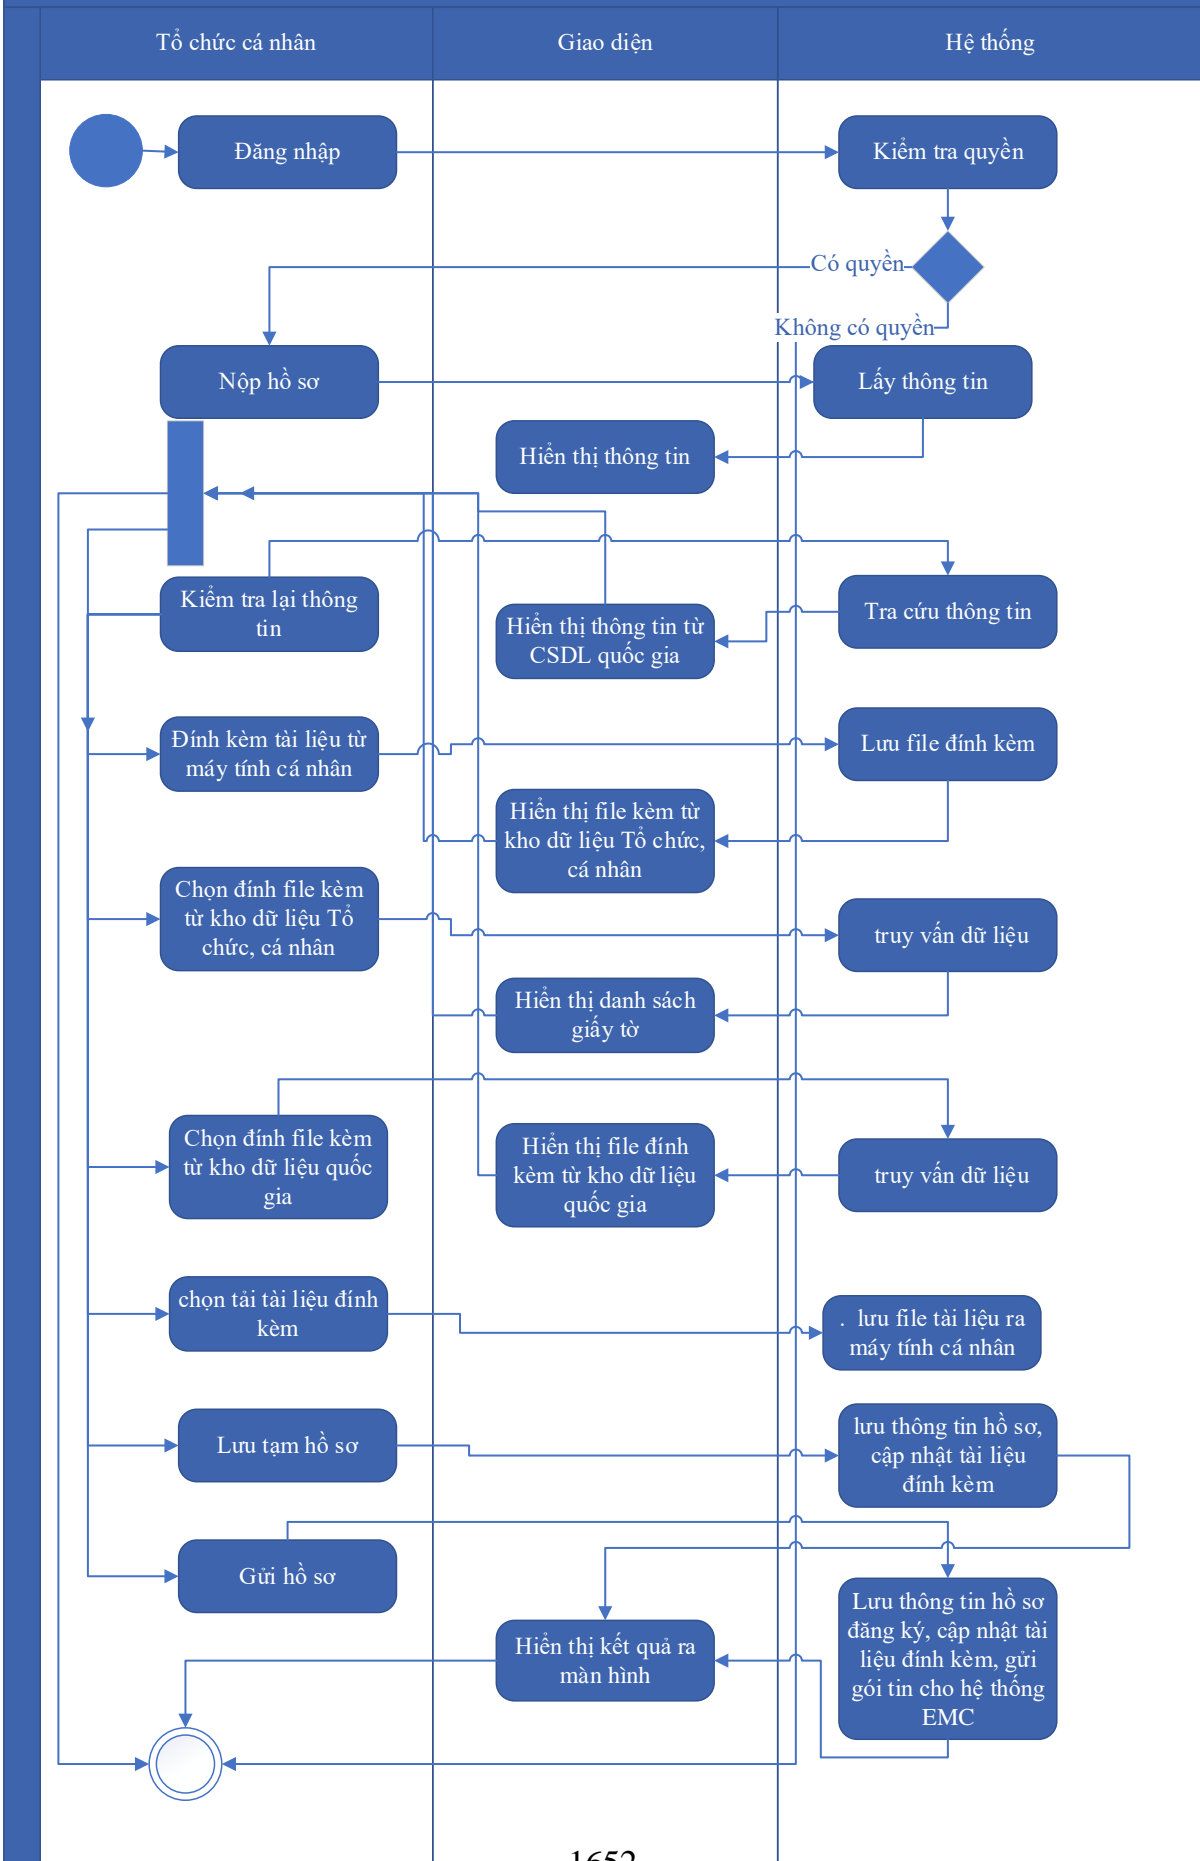 Tổ chức cá nhân
Giao diện
Hệ thống
Đăng nhập
Kiểm tra quyền
Có quyền
Không có quyền
Nộp hồ sơ
Lấy thông tin
Hiển thị thông tin
Kiểm tra lại thông
tin
Hiển thị thông tin từ
CSDL quốc gia
Tra cứu thông tin
Đính kèm tài liệu từ
máy tính cá nhân
Lưu file đính kèm
Hiển thị file kèm từ
kho dữ liệu Tổ chức,
cá nhân
Chọn đính file kèm
từ kho dữ liệu Tổ
chức, cá nhân
truy vấn dữ liệu
Hiển thị danh sách
giấy tờ
Chọn đính file kèm
từ kho dữ liệu quốc
gia
Hiển thị file đính
kèm từ kho dữ liệu
quốc gia
truy vấn dữ liệu
chọn tải tài liệu đính
kèm
. lưu file tài liệu ra
máy tính cá nhân
Lưu tạm hồ sơ
lưu thông tin hồ sơ,
cập nhật tài liệu
đính kèm
Gửi hồ sơ
Hiển thị kết quả ra
màn hình
Lưu thông tin hồ sơ
đăng ký, cập nhật tài
liệu đính kèm, gửi
gói tin cho hệ thống
EMC
1652